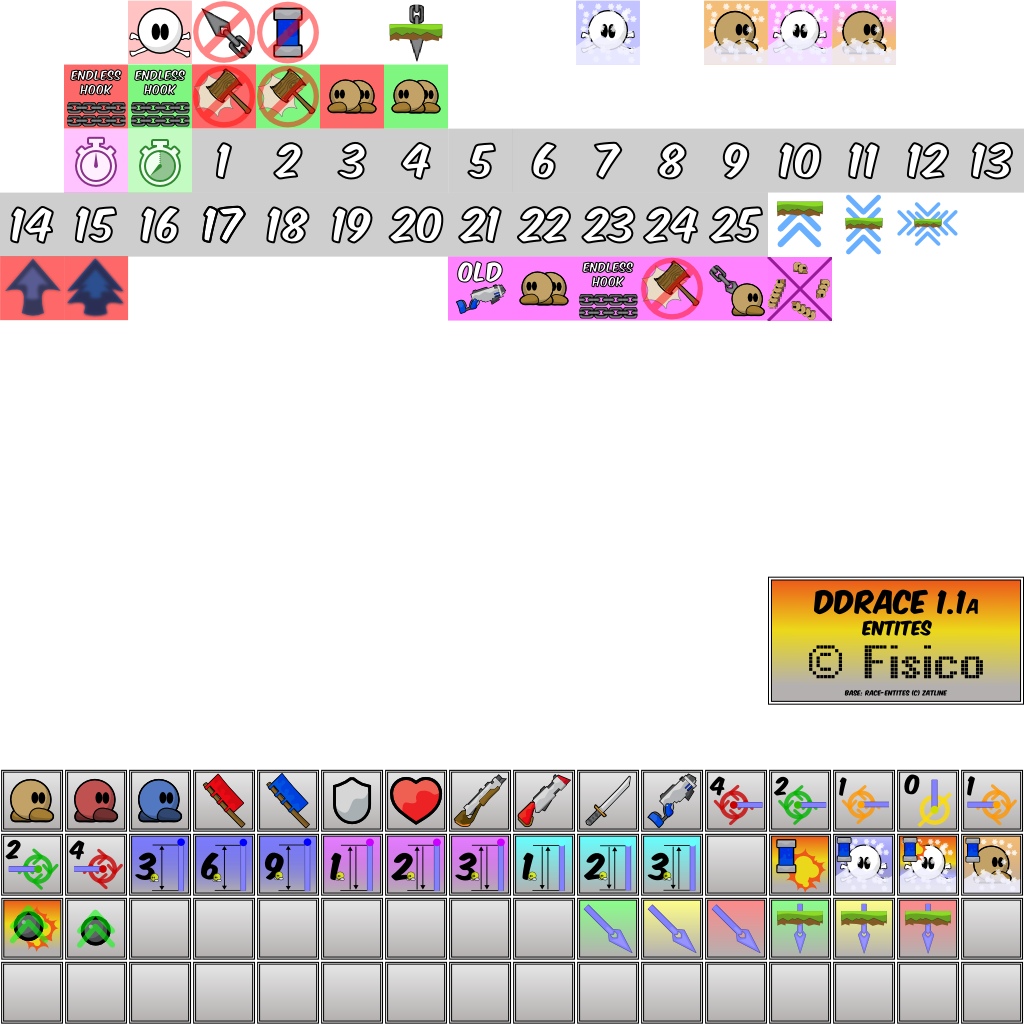 ENDLESS HOOK ENDLESS HOOK
1 2 3 4 5 6 7 8 9 10 11 12 13
14 15 16 17 18 19 20 21 22 23 24 25
OLD ENDLESS HOOK
DDRACE 1.1A
ENTITES
© Fisico
BASE: RACE-ENTITES (C) ZATLINE
4 2 1 0 1
2 4 3 6 9 1 2 3 1 2 3